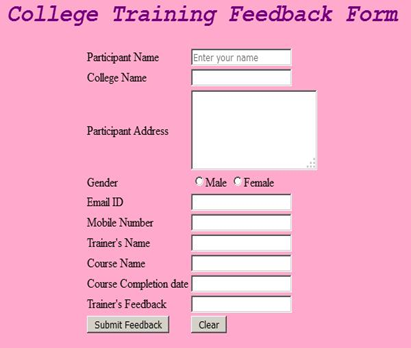 College Training Feedback Form
Participant Name Enter your name
College Name
Participant Address
Gender Male Female
Email ID
Mobile Number
Trainer's Name
Course Name
Course Completion date
Trainer's Feedback
Submit Feedback Clear